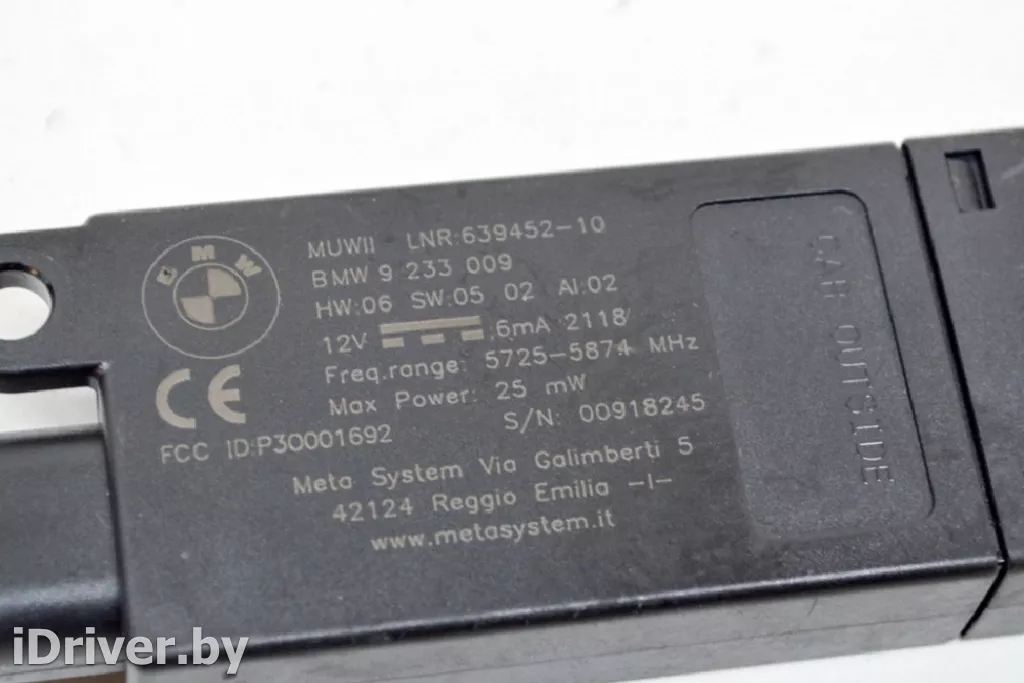 BMW
MUWII LNR:639452-10
BMW 9 233 009
HW:06 SW:05 02 AI:02
12V 6mA 2118
Freq.range: 5725-5874 MHz
Max Power: 25 mW
CE
S/N: 00918245
FCC ID:P30001692
Meta System Via Galimberti 5
42124 Reggio Emilia -I-
www.metasystem.it
CAR OUTSIDE
iDriver.by